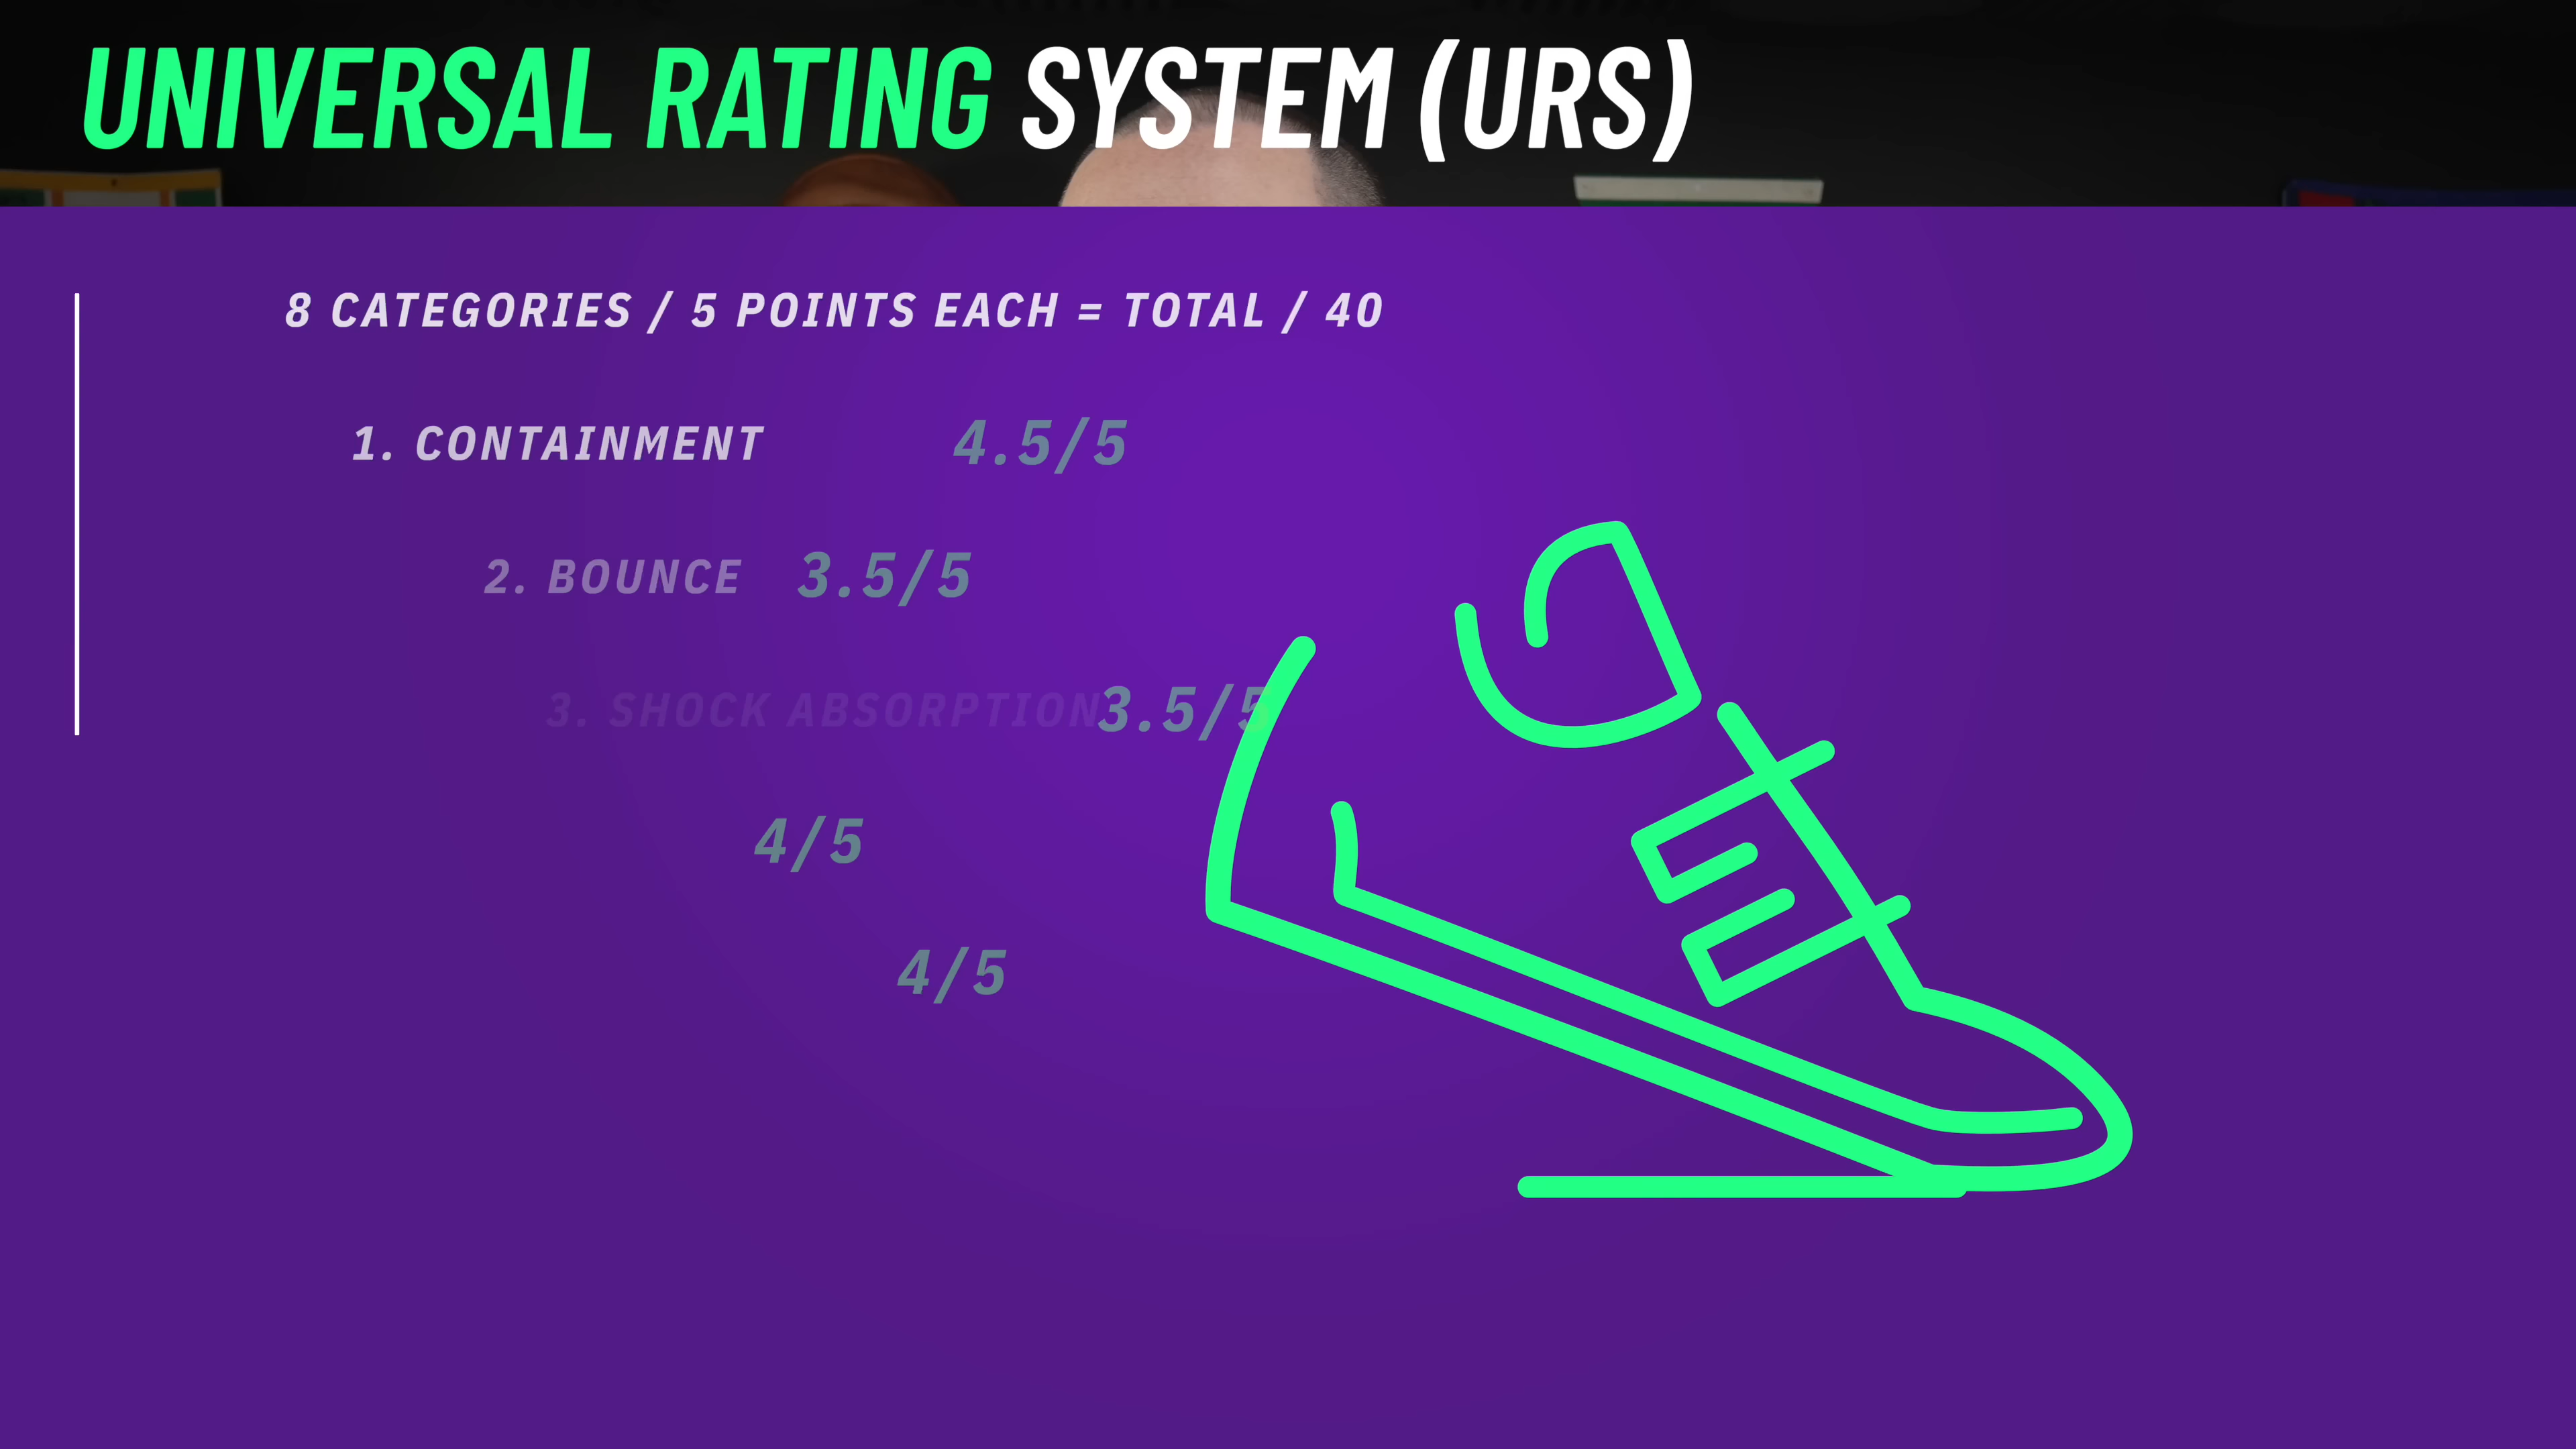 UNIVERSAL RATING SYSTEM (URS)
8 CATEGORIES / 5 POINTS EACH = TOTAL / 40
1. CONTAINMENT 4.5/5
2. BOUNCE 3.5/5
3. SHOCK ABSORPTION 3.5/5
4/5
4/5